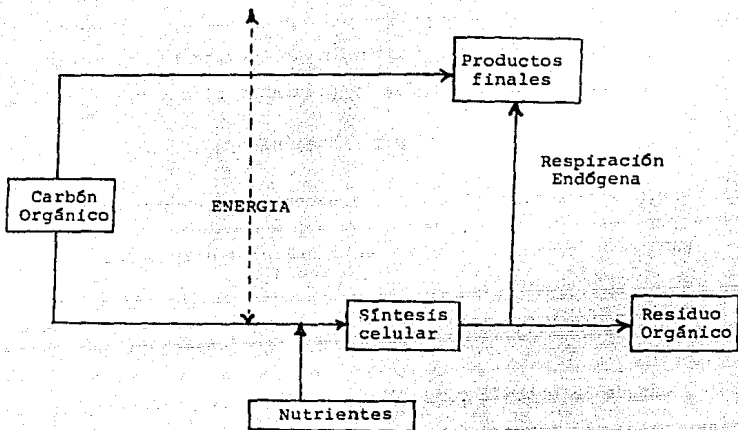 Productos
finales
Respiración
Endógena
Carbón
Orgánico
ENERGIA
Síntesis
celular
Residuo
Orgánico
Nutrientes